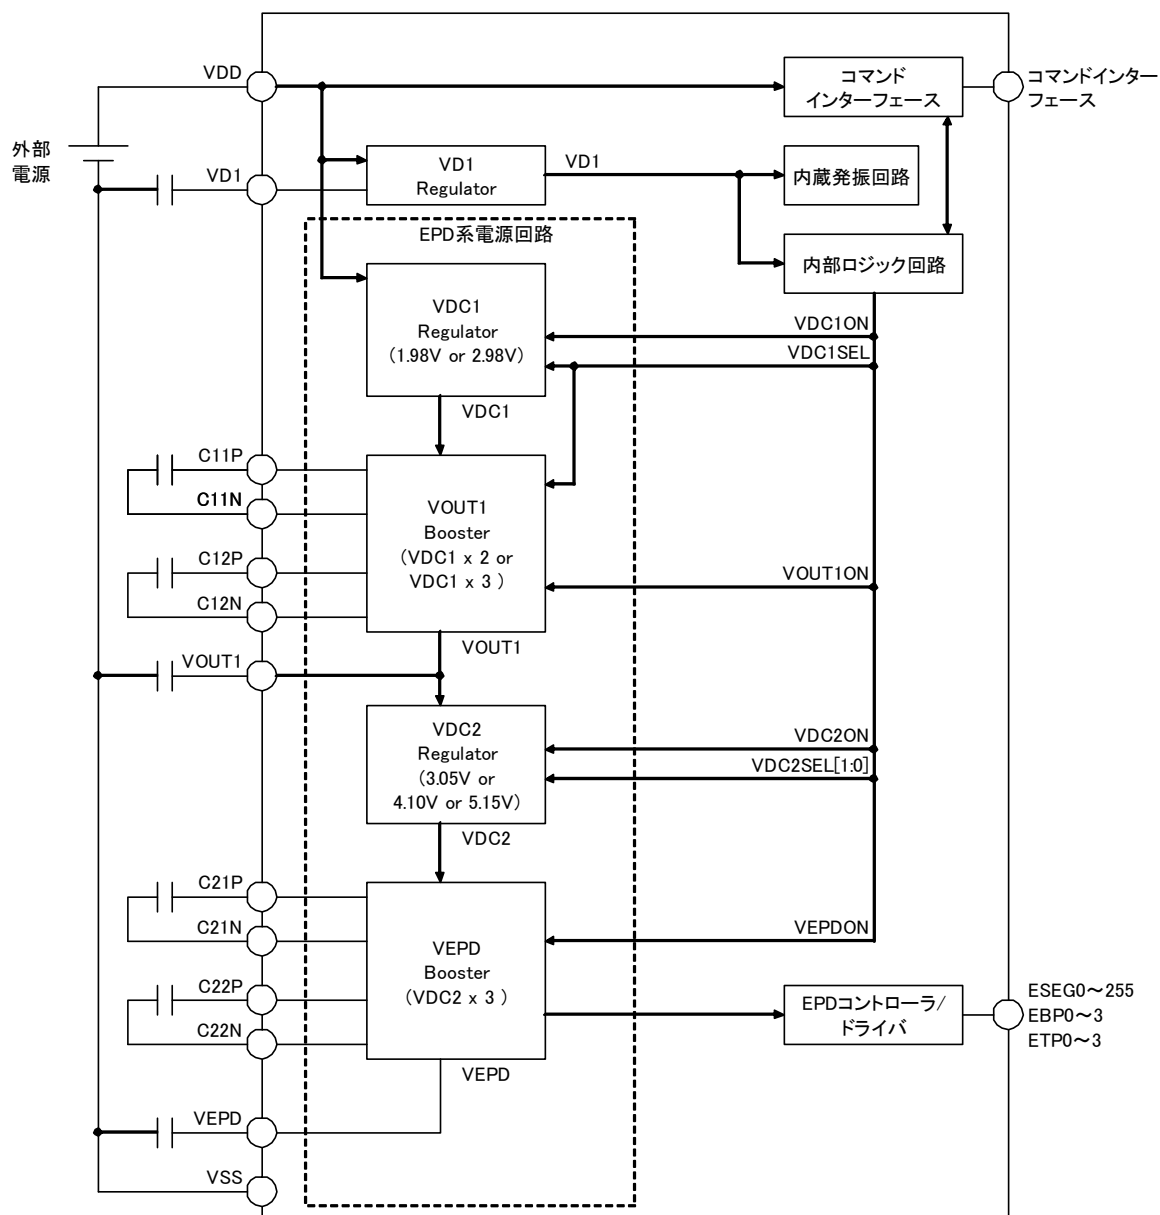 VDD
コマンド
インターフェース
コマンドインター
フェース
外部
電源
VD1
VD1
Regulator
VD1
内蔵発振回路
EPD系電源回路
内部ロジック回路
VDC1
Regulator
(1.98V or 2.98V)
VDC1ON
VDC1SEL
VDC1
C11P
C11N
C12P
C12N
VOUT1
Booster
(VDC1 x 2 or
VDC1 x 3 )
VOUT1ON
VOUT1
VOUT1
VDC2
Regulator
(3.05V or
4.10V or 5.15V)
VDC2ON
VDC2SEL[1:0]
VDC2
C21P
C21N
C22P
C22N
VEPD
Booster
(VDC2 x 3 )
VEPDON
EPDコントローラ/
ドライバ
ESEG0～255
EBP0～3
ETP0～3
VEPD
VEPD
VSS